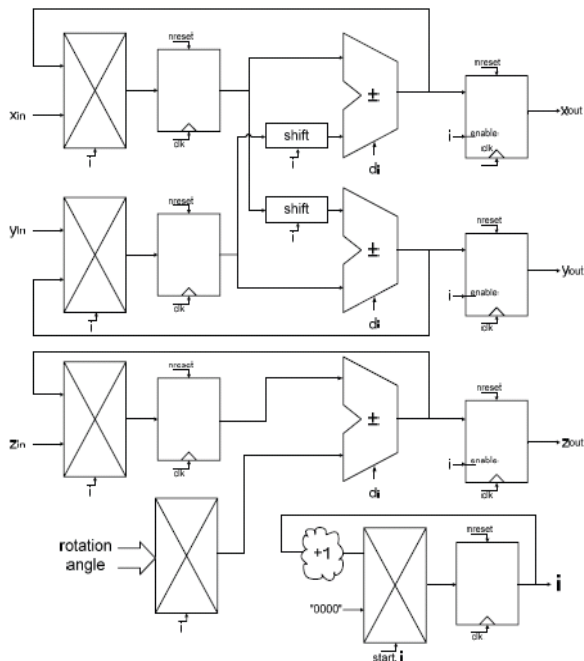 nreset
xin
clk
i
shift
i
±
di
nreset
i
enable
clk
xout
yin
nreset
clk
i
shift
i
±
di
nreset
i
enable
clk
yout
zin
nreset
clk
i
±
di
nreset
i
enable
clk
zout
rotation
angle
i
+1
"0000"
start, i
nreset
clk
i